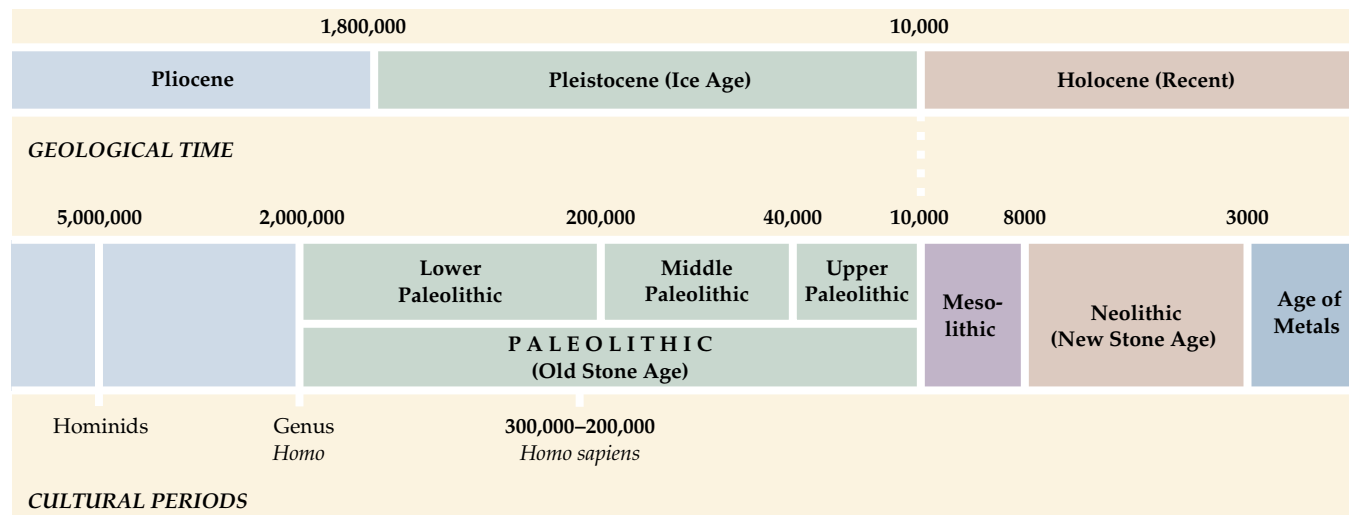 1,800,000 10,000
Pliocene Pleistocene (Ice Age) Holocene (Recent)
GEOLOGICAL TIME
5,000,000 2,000,000 200,000 40,000 10,000 8000 3000
Lower
Paleolithic
Middle
Paleolithic
Upper
Paleolithic
Meso-
lithic
Neolithic
(New Stone Age)
Age of
Metals
PALEOLITHIC
(Old Stone Age)
Hominids
Genus
Homo
300,000–200,000
Homo sapiens
CULTURAL PERIODS